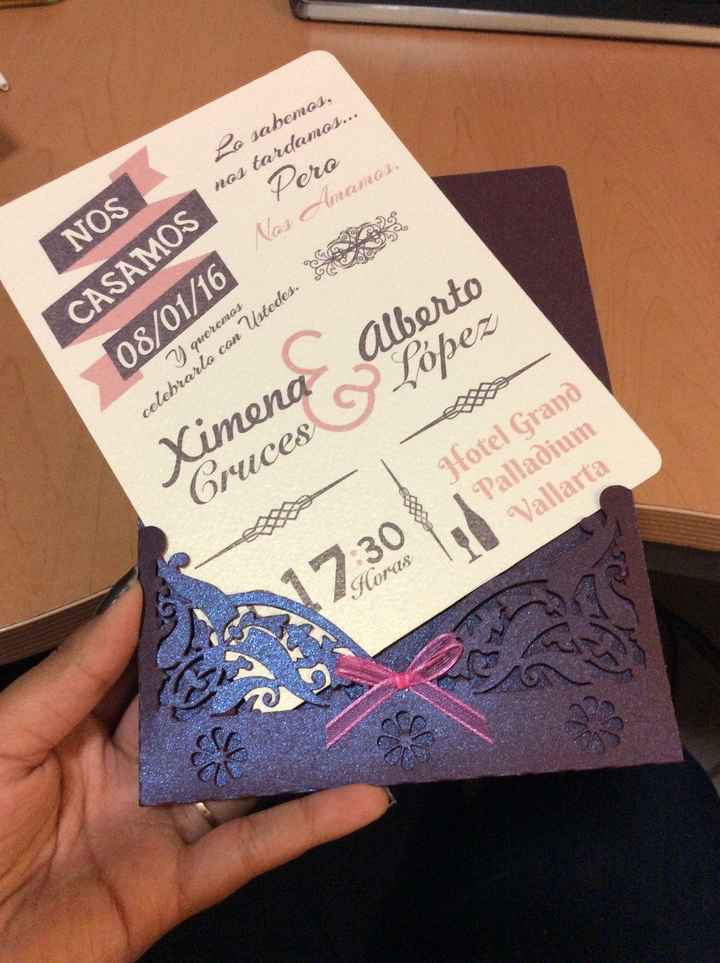 Lo sabemos,
nos tardamos...
Pero
Nos Amamos.
NOS
CASAMOS
08/01/16
Y queremos
celebrarlo con Ustedes.
Ximena
Cruces
&
Alberto
López
17:30
Horas
Hotel Grand
Palladium
Vallarta